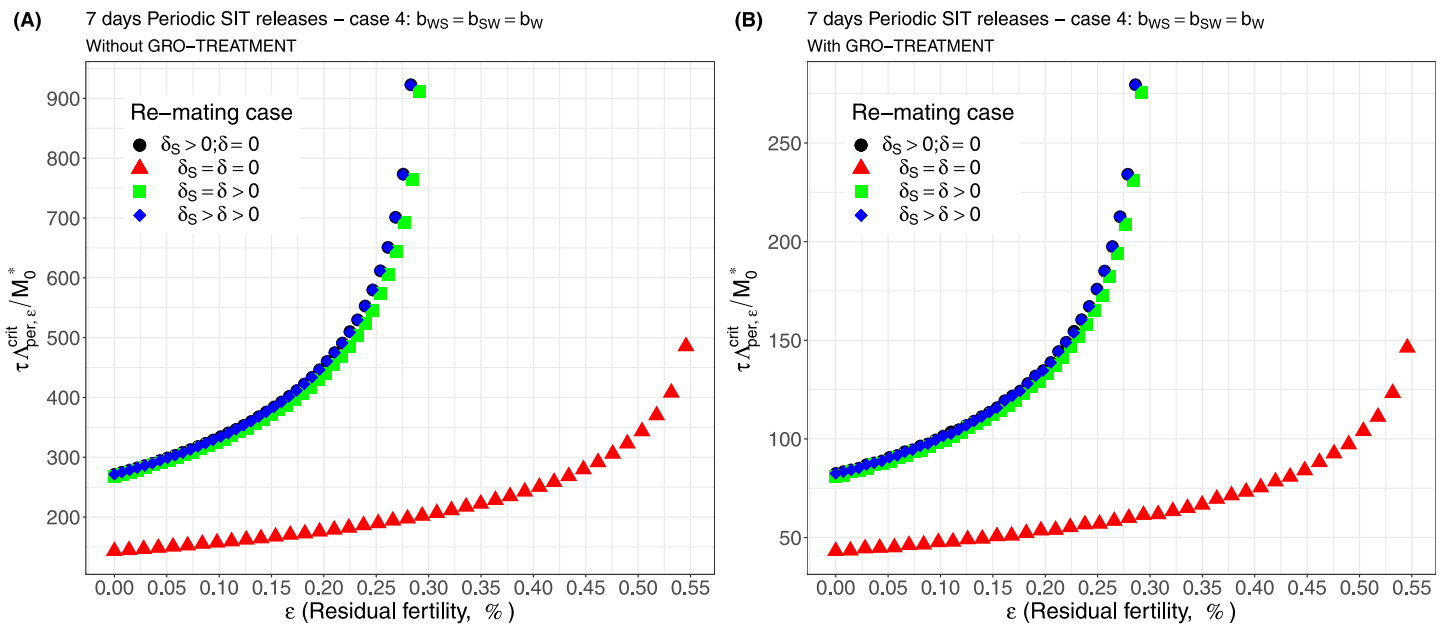 (A)
7 days Periodic SIT releases – case 4: b_WS = b_SW = b_W
Without GRO–TREATMENT
900
800
700
600
500
400
300
200
τ Λ^crit_per, ε / M*_0
Re–mating case
δ_S > 0; δ = 0
δ_S = δ = 0
δ_S = δ > 0
δ_S > δ > 0
0.00 0.05 0.10 0.15 0.20 0.25 0.30 0.35 0.40 0.45 0.50 0.55
ε (Residual fertility, %)
(B)
7 days Periodic SIT releases – case 4: b_WS = b_SW = b_W
With GRO–TREATMENT
250
200
150
100
50
τ Λ^crit_per, ε / M*_0
Re–mating case
δ_S > 0; δ = 0
δ_S = δ = 0
δ_S = δ > 0
δ_S > δ > 0
0.00 0.05 0.10 0.15 0.20 0.25 0.30 0.35 0.40 0.45 0.50 0.55
ε (Residual fertility, %)